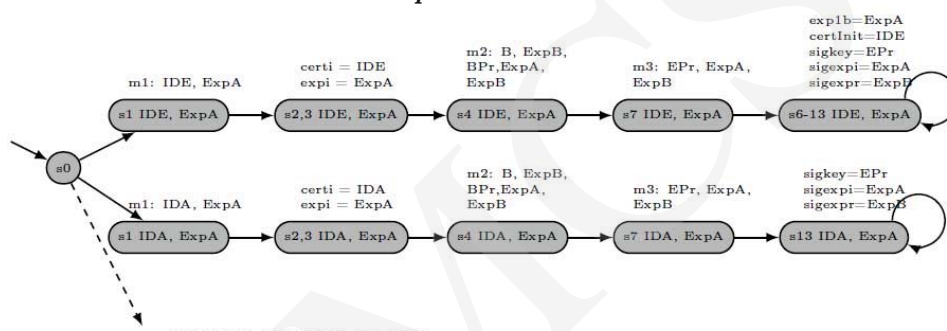 exp1b=ExpA
certInit=IDE
sigkey=EPr
sigexpi=ExpA
sigexpr=ExpB
m2: B, ExpB,
BPr,ExpA,
ExpB
certi = IDE
expi = ExpA
m3: EPr, ExpA,
ExpB
m1: IDE, ExpA
s1 IDE, ExpA
s2,3 IDE, ExpA
s4 IDE, ExpA
s7 IDE, ExpA
s6-13 IDE, ExpA
s0
m2: B, ExpB,
BPr,ExpA,
ExpB
certi = IDA
expi = ExpA
m3: EPr, ExpA,
ExpB
sigkey=EPr
sigexpi=ExpA
sigexpr=ExpB
m1: IDA, ExpA
s1 IDA, ExpA
s2,3 IDA, ExpA
s4 IDA, ExpA
s7 IDA, ExpA
s13 IDA, ExpA